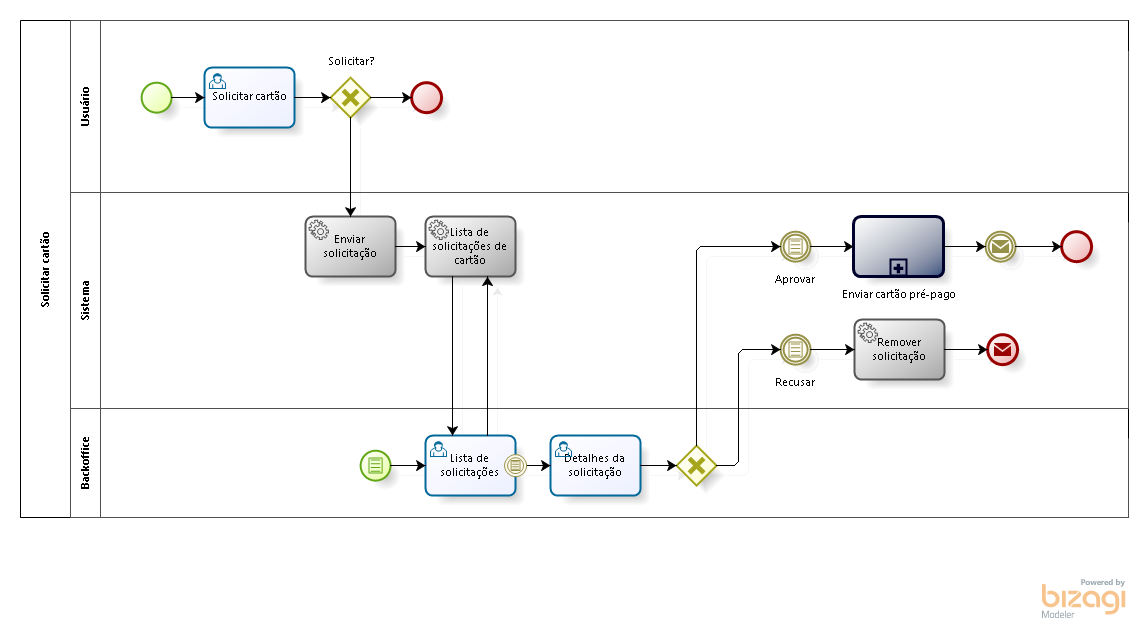 Solicitar cartão
Usuário
Solicitar?
Solicitar cartão
Sistema
Enviar
solicitação
Lista de
solicitações de
cartão
Aprovar
Enviar cartão pré-pago
Recusar
Remover
solicitação
Backoffice
Lista de
solicitações
Detalhes da
solicitação
Powered by
bizagi
Modeler